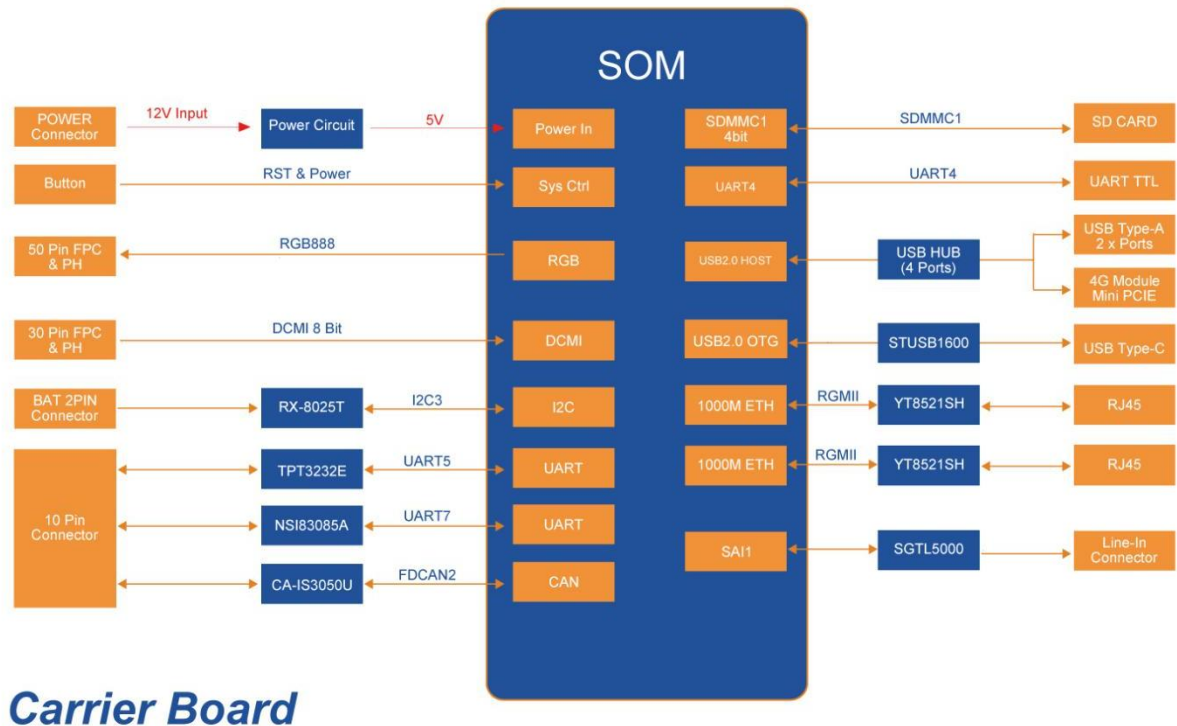 SOM
POWER
Connector
12V Input
Power Circuit
5V
Power In
SDMMC1
4bit
SDMMC1
SD CARD
Button
RST & Power
Sys Ctrl
UART4
UART4
UART TTL
50 Pin FPC
& PH
RGB888
RGB
USB2.0 HOST
USB HUB
(4 Ports)
USB Type-A
2 x Ports
4G Module
Mini PCIE
30 Pin FPC
& PH
DCMI 8 Bit
DCMI
USB2.0 OTG
STUSB1600
USB Type-C
BAT 2PIN
Connector
RX-8025T
I2C3
I2C
1000M ETH
RGMII
YT8521SH
RJ45
10 Pin
Connector
TPT3232E
UART5
UART
1000M ETH
RGMII
YT8521SH
RJ45
NSI83085A
UART7
UART
SAI1
SGTL5000
Line-In
Connector
CA-IS3050U
FDCAN2
CAN
Carrier Board